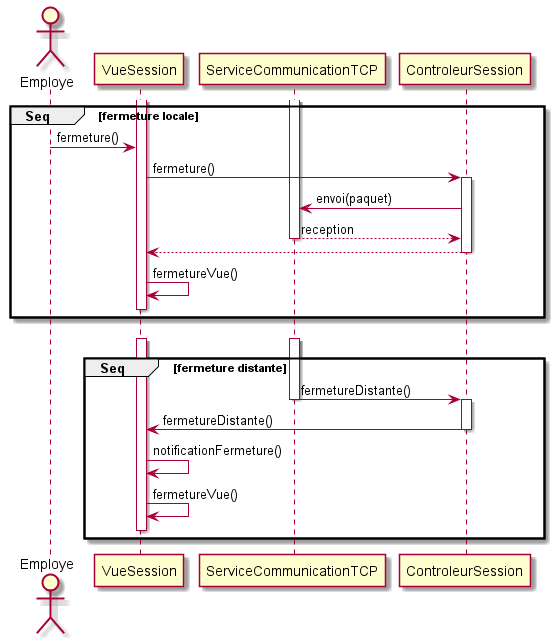 Employe
VueSession
ServiceCommunicationTCP
ControleurSession
Seq
[fermeture locale]
fermeture()
fermeture()
envoi(paquet)
reception
fermetureVue()
Seq
[fermeture distante]
fermetureDistante()
fermetureDistante()
notificationFermeture()
fermetureVue()
Employe
VueSession
ServiceCommunicationTCP
ControleurSession